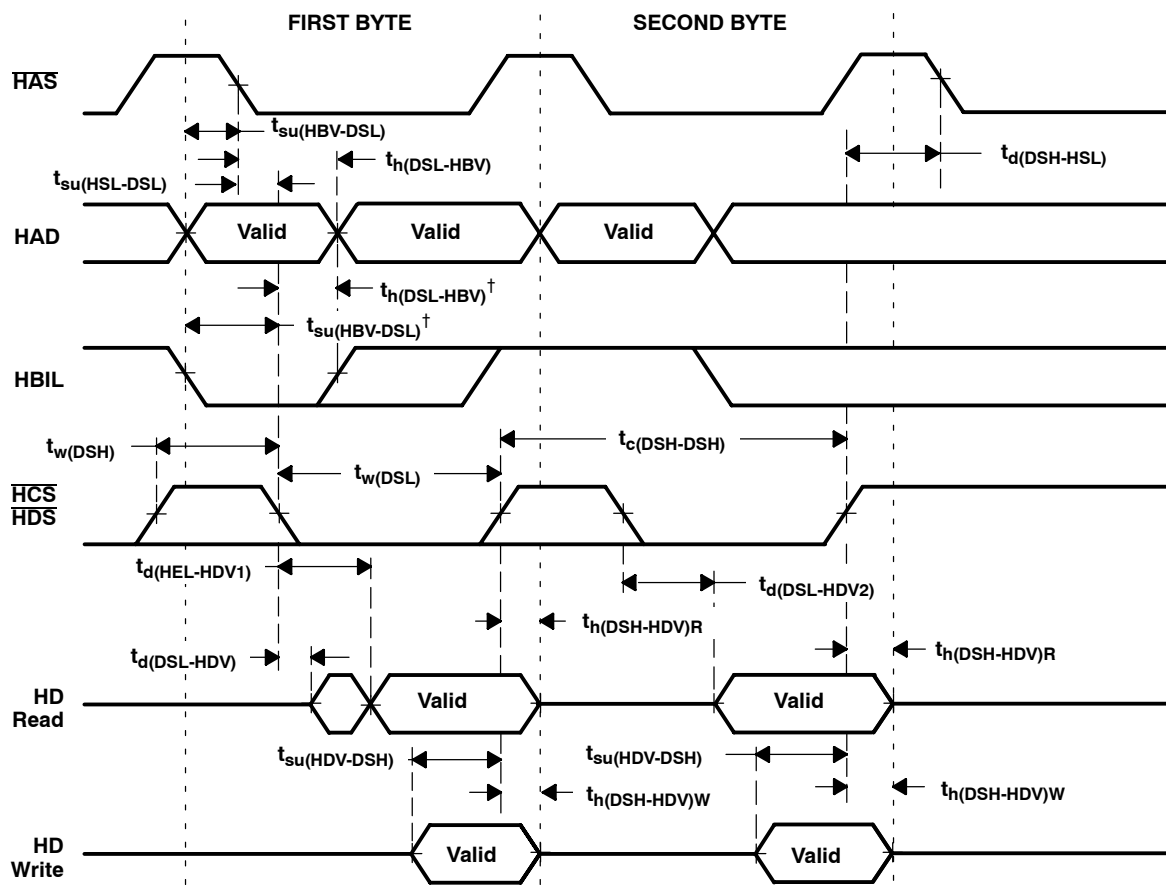 FIRST BYTE
SECOND BYTE
HAS
tsu(HBV-DSL)
th(DSL-HBV)
td(DSH-HSL)
tsu(HSL-DSL)
HAD
Valid
Valid
Valid
th(DSL-HBV)†
tsu(HBV-DSL)†
HBIL
tw(DSH)
tc(DSH-DSH)
tw(DSL)
HCS
HDS
td(HEL-HDV1)
td(DSL-HDV2)
th(DSH-HDV)R
td(DSL-HDV)
th(DSH-HDV)R
HD
Read
Valid
Valid
tsu(HDV-DSH)
tsu(HDV-DSH)
th(DSH-HDV)W
th(DSH-HDV)W
HD
Write
Valid
Valid